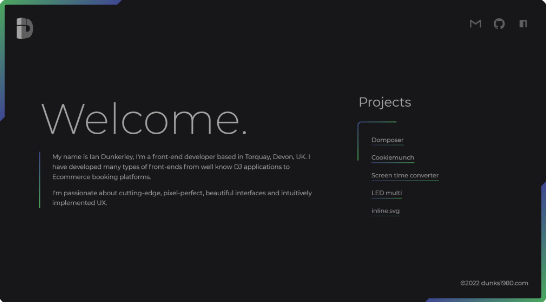 Welcome.
My name is Ian Dunkerley, I'm a front-end developer based in Torquay, Devon, UK. I
have developed many types of front-ends from well know DJ applications to
Ecommerce booking platforms.
I'm passionate about cutting-edge, pixel-perfect, beautiful interfaces and intuitively
implemented UX.
Projects
Domposer
Cookiemunch
Screen time converter
LED multi
inline.svg
©2022 dunks1980.com